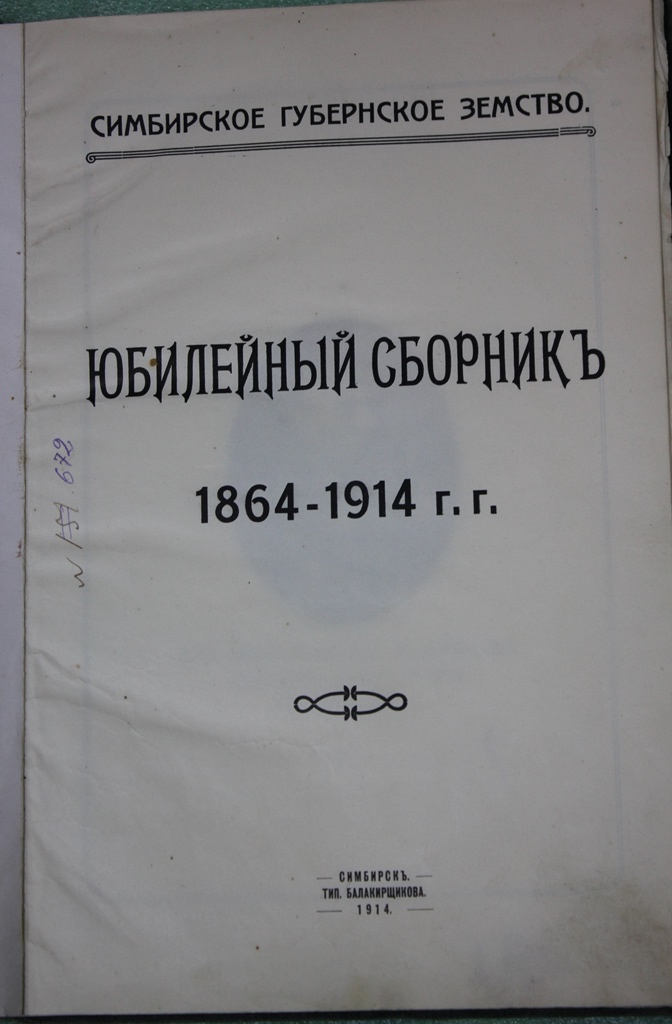 СИМБИРСКОЕ ГУБЕРНСКОЕ ЗЕМСТВО.
ЮБИЛЕЙНЫЙ СБОРНИКЪ
1864-1914 г. г.
СИМБИРСКЪ.
ТИП. БАЛАКИРЩИКОВА.
1914.